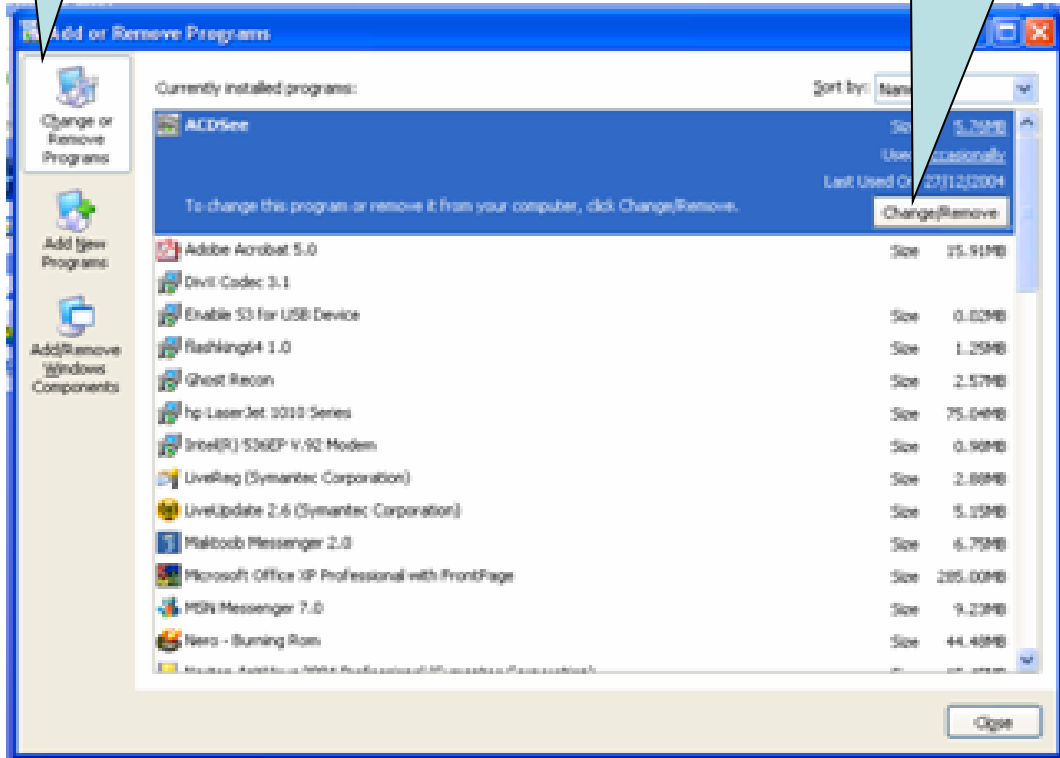 Add or Remove Programs
Change or Remove Programs
Add New Programs
Add/Remove Windows Components
Currently installed programs:
Sort by: Name
ACDSee
Size 5.76MB
Used occasionally
Last Used On 27/12/2004
To change this program or remove it from your computer, click Change/Remove.
Change/Remove
Adobe Acrobat 5.0 Size 15.91MB
DivX Codec 3.1
Enable S3 for USB Device Size 0.02MB
flashking64 1.0 Size 1.25MB
Ghost Recon Size 2.57MB
hp LaserJet 1010 Series Size 75.04MB
Intel(R) 536EP V.92 Modem Size 0.98MB
LiveReg (Symantec Corporation) Size
LiveUpdate 2.6 (Symantec Corporation) Size 5.15MB
Maktoob Messenger 2.0 Size 6.75MB
Microsoft Office XP Professional with FrontPage Size 285.00MB
MSN Messenger 7.0 Size 9.23MB
Nero - Burning Rom Size 44.48MB
Close